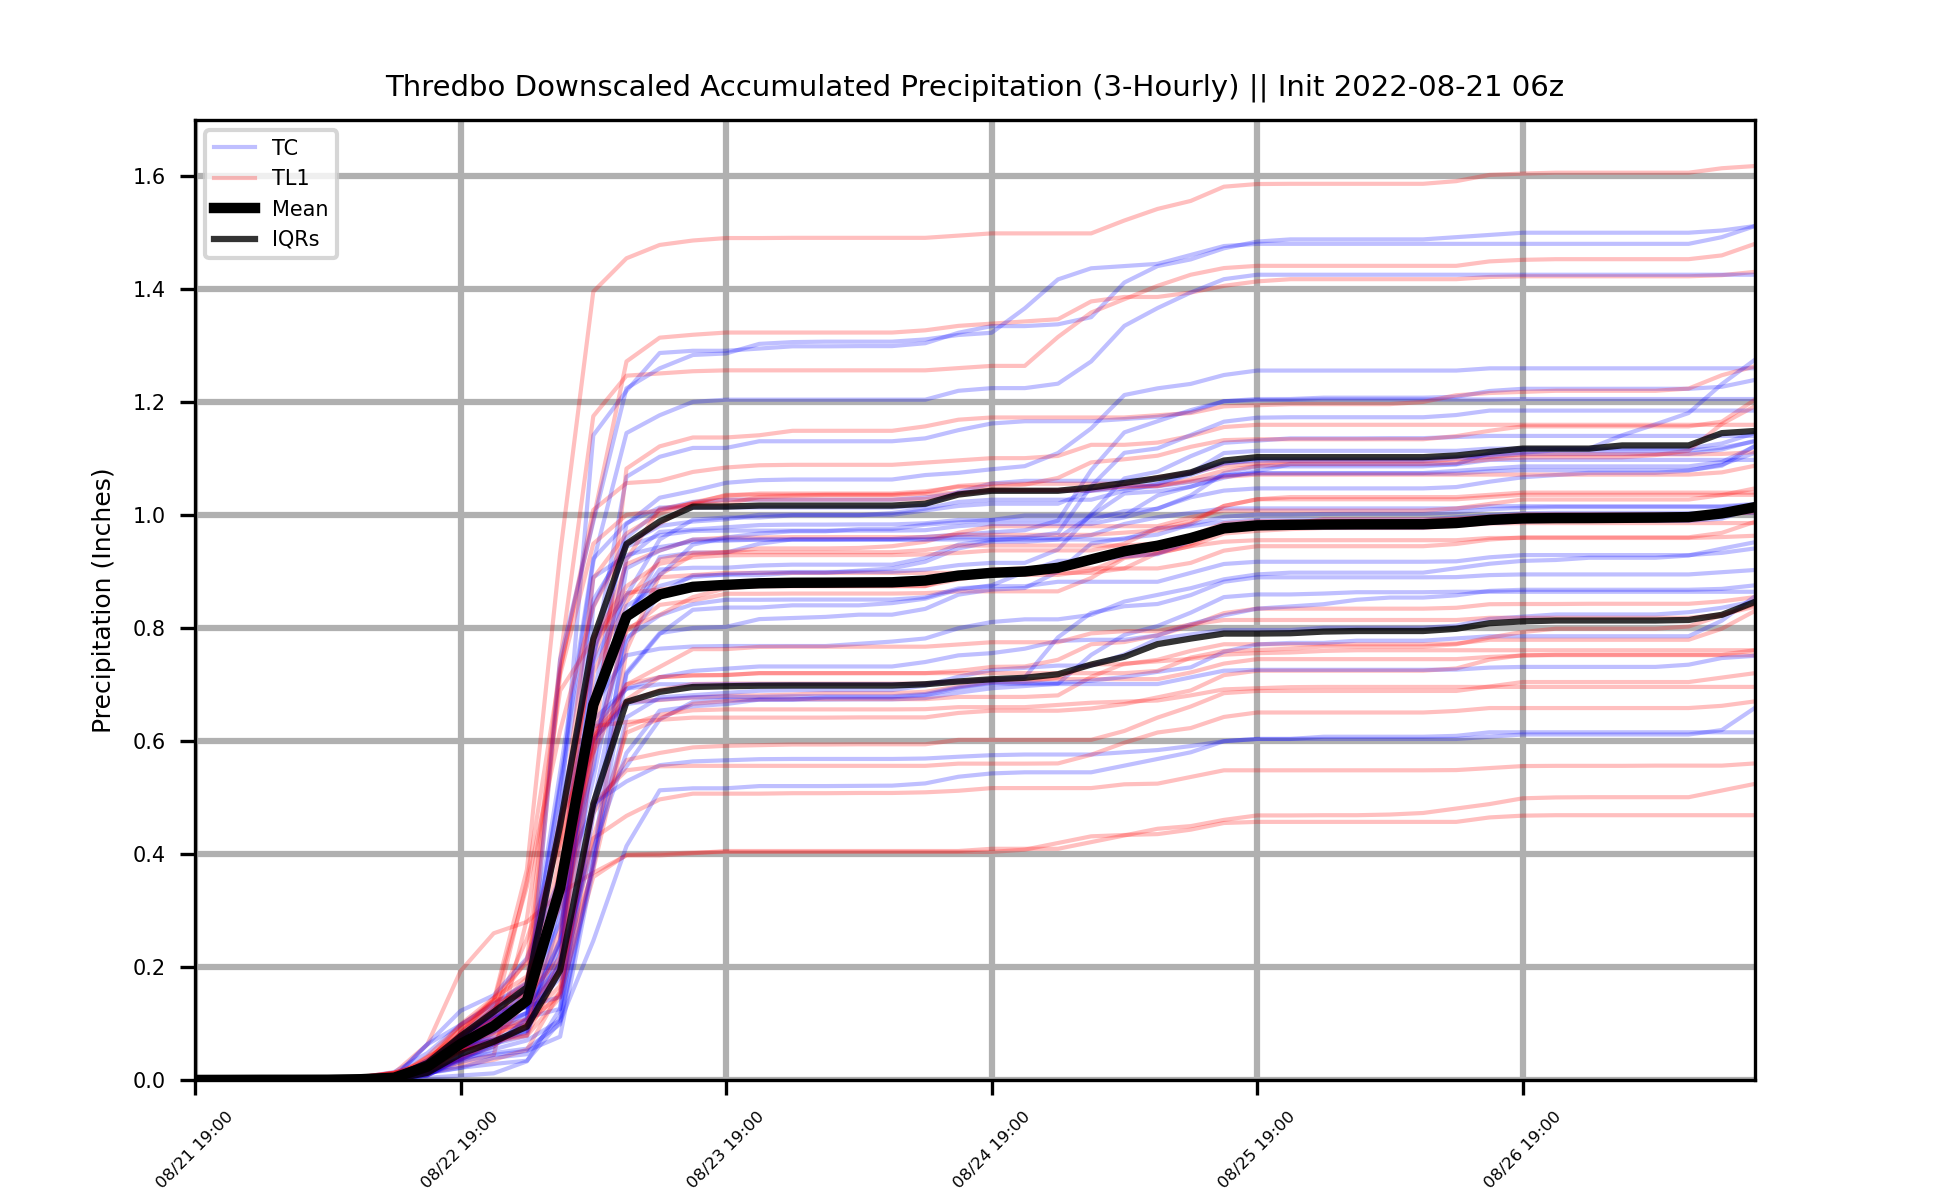 Thredbo Downscaled Accumulated Precipitation (3-Hourly) || Init 2022-08-21 06z
TC
TL1
Mean
IQRs
Precipitation (Inches)
1.6
1.4
1.2
1.0
0.8
0.6
0.4
0.2
0.0
08/21 19:00
08/22 19:00
08/23 19:00
08/24 19:00
08/25 19:00
08/26 19:00